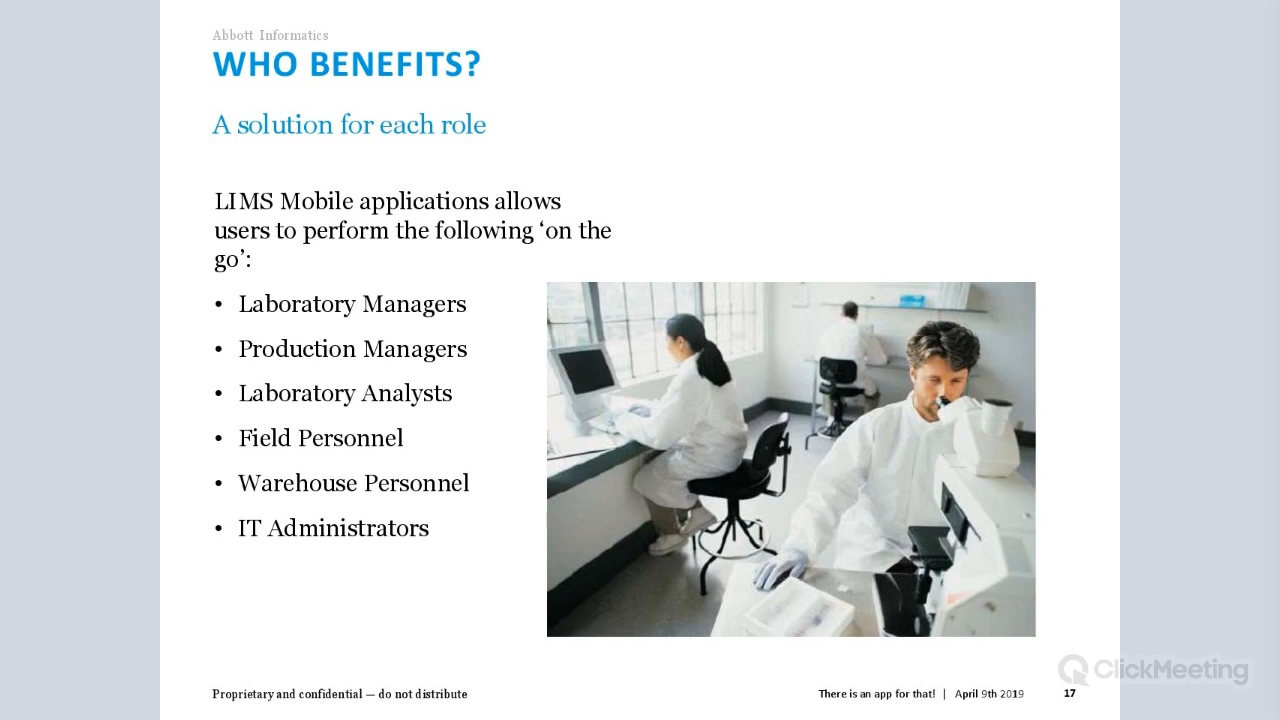 Abbott Informatics
WHO BENEFITS?
A solution for each role
LIMS Mobile applications allows
users to perform the following ‘on the
go’:
• Laboratory Managers
• Production Managers
• Laboratory Analysts
• Field Personnel
• Warehouse Personnel
• IT Administrators
Proprietary and confidential — do not distribute
There is an app for that! | April 9th 2019 17
ClickMeeting